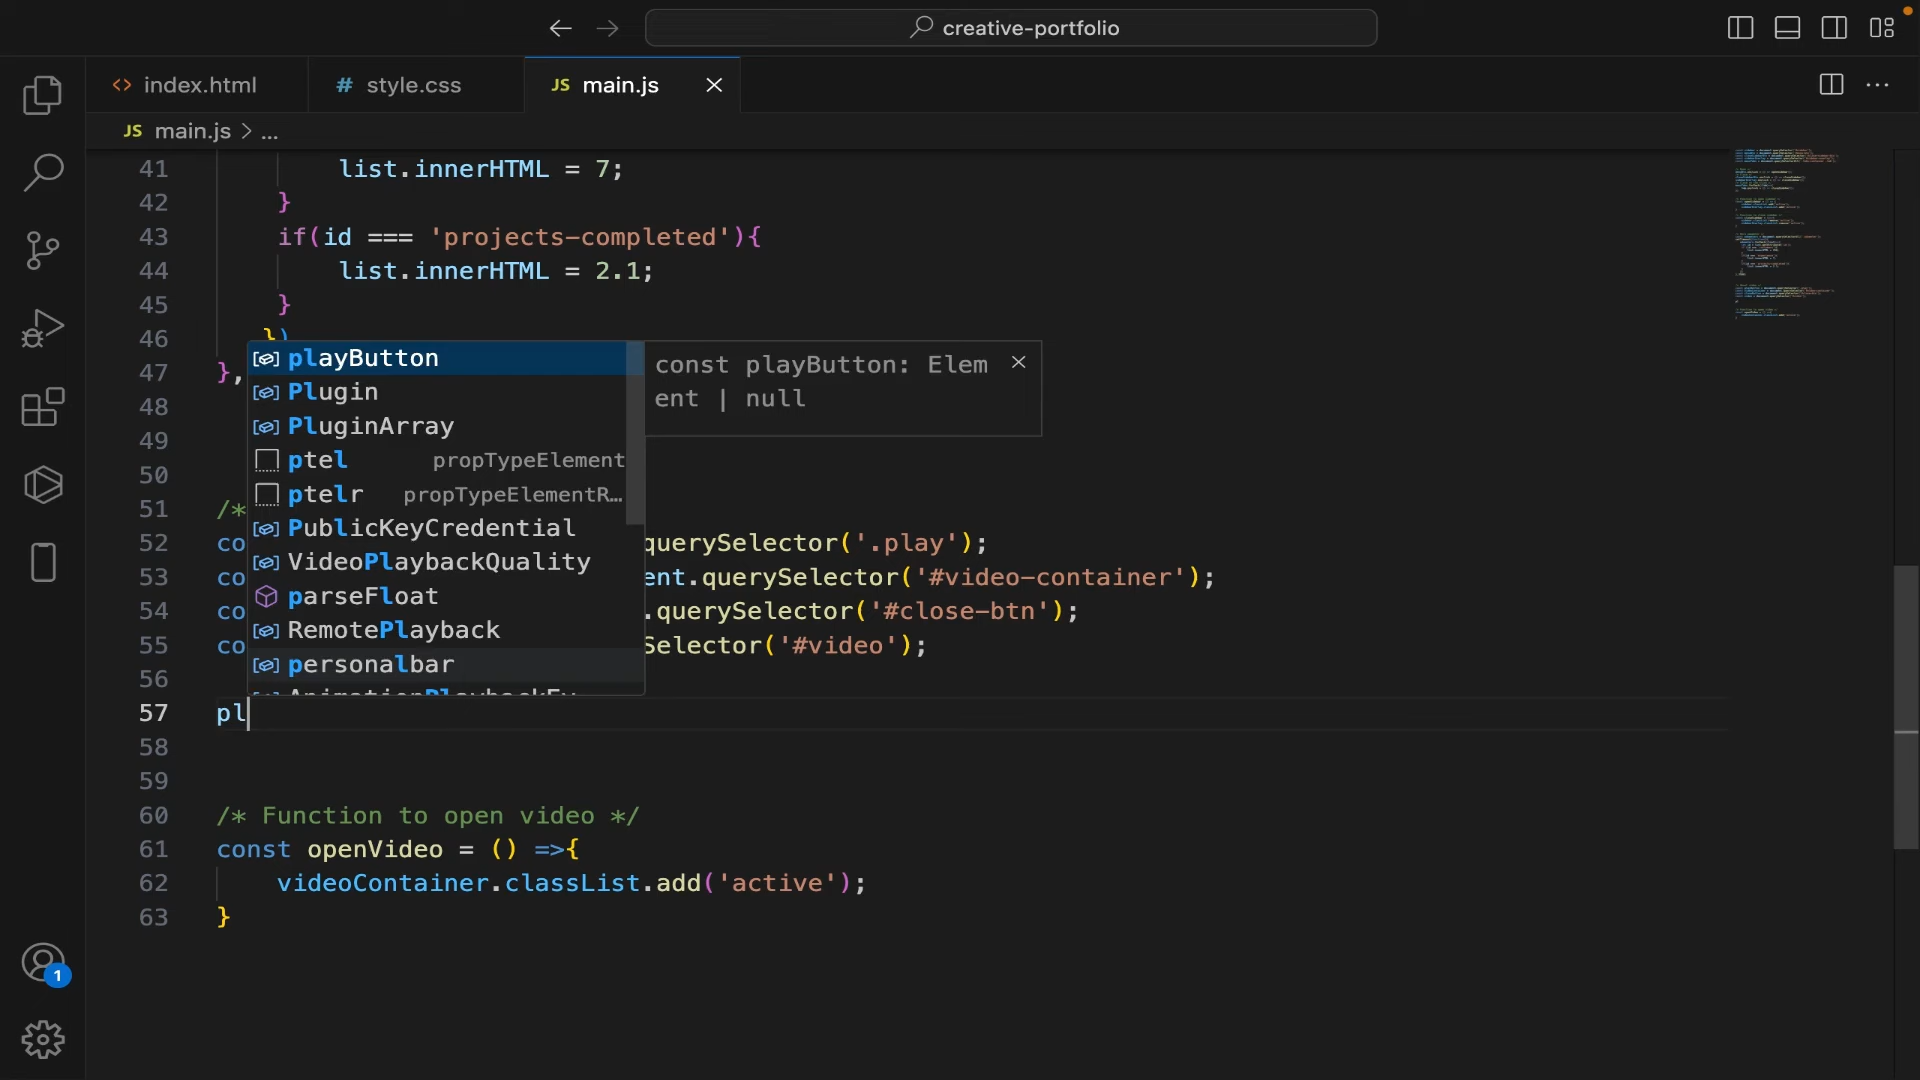 creative-portfolio
index.html
# style.css
JS main.js
JS main.js > ...
41 list.innerHTML = 7;
42 }
43 if(id === 'projects-completed'){
44 list.innerHTML = 2.1;
45 }
46 })
47 },
48
49
50
51 /*
52 co querySelector('.play');
53 co ent.querySelector('#video-container');
54 co .querySelector('#close-btn');
55 co Selector('#video');
56
57 pl
58
59
60 /* Function to open video */
61 const openVideo = () =>{
62 videoContainer.classList.add('active');
63 }
playButton
Plugin
PluginArray
ptel propTypeElement
ptelr propTypeElementR…
PublicKeyCredential
VideoPlaybackQuality
parseFloat
RemotePlayback
personalbar
const playButton: Elem
ent | null
1